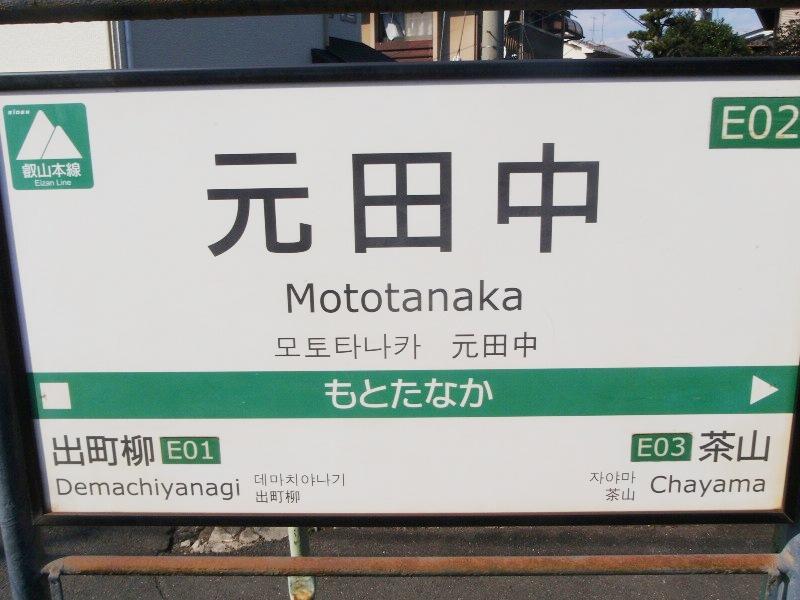 叡山本線
Eizan Line
E02
元田中
Mototanaka
모토타나카 元田中
もとたなか
出町柳 E01
Demachiyanagi
데마치야나기
出町柳
E03 茶山
자야마
茶山
Chayama